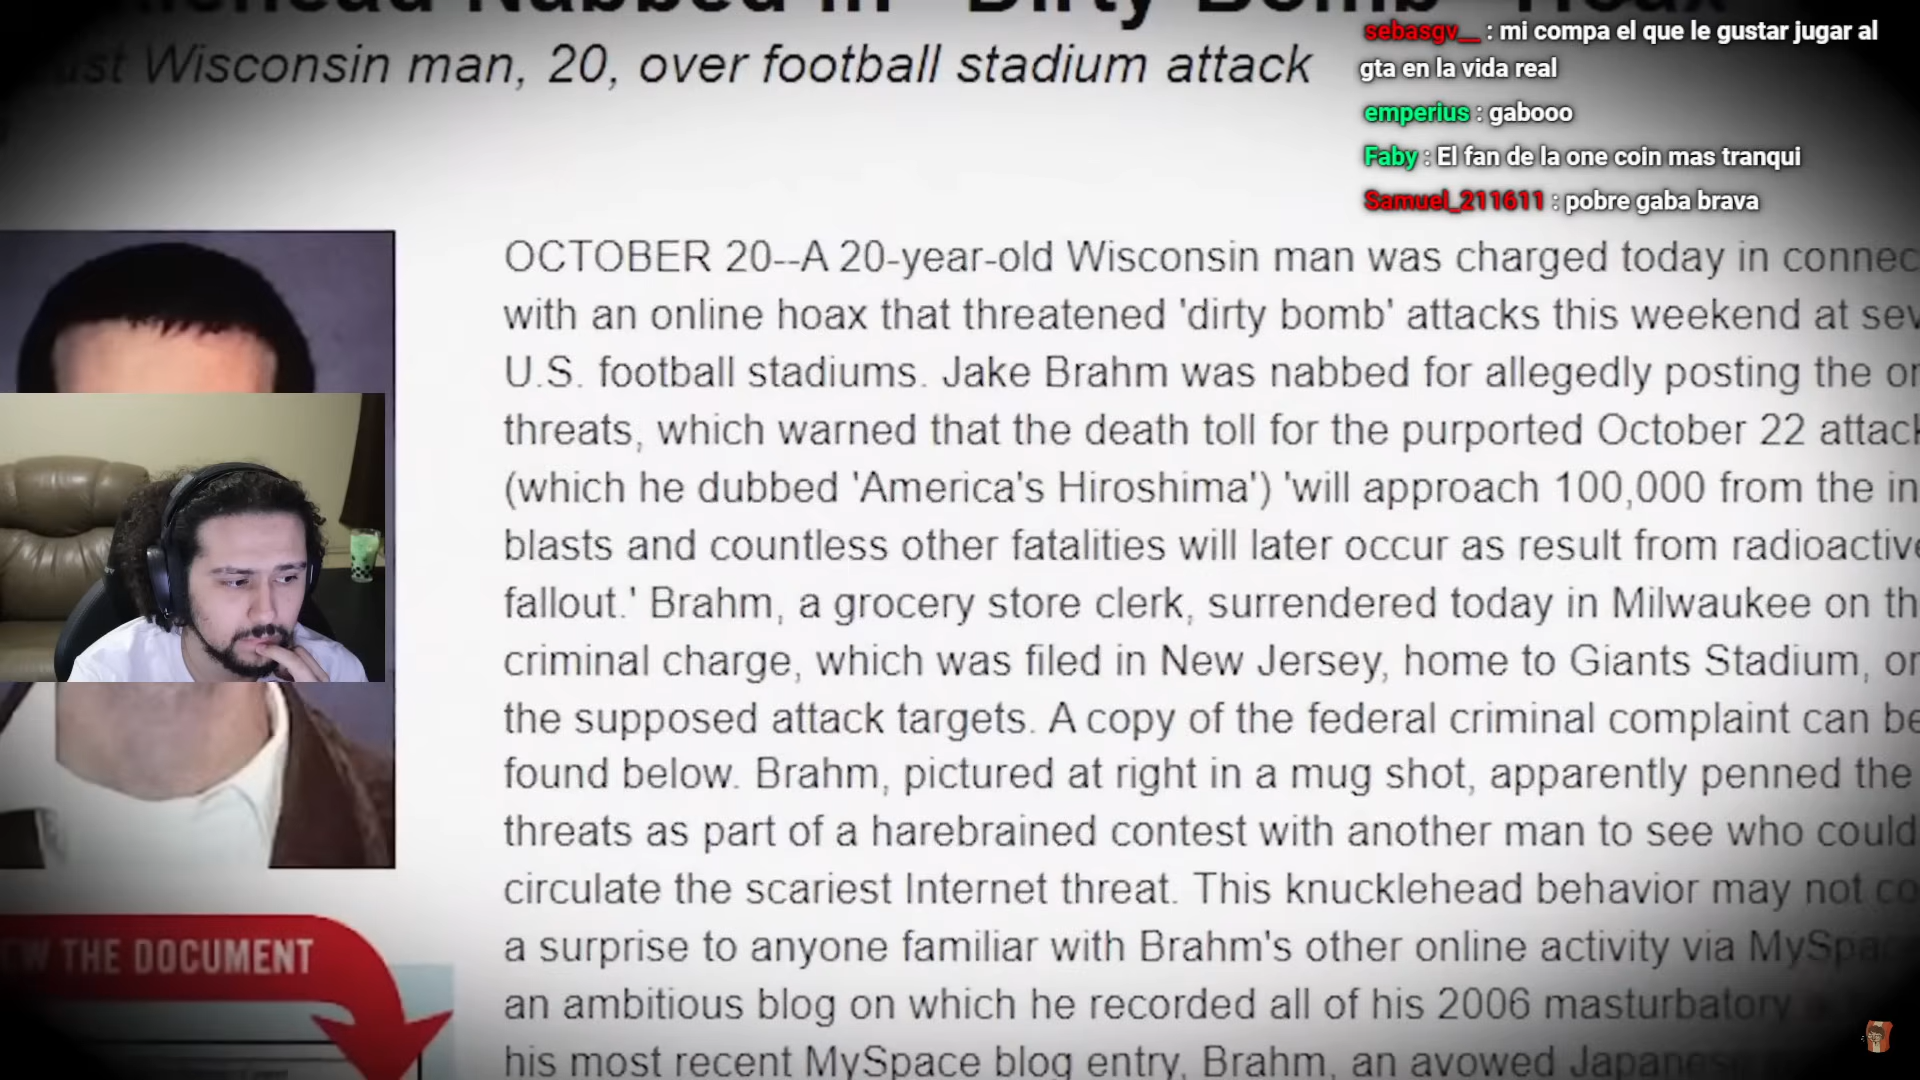 Nabbed in "Dirty Bomb" Hoax
Wisconsin man, 20, over football stadium attack
sebasgv__ : mi compa el que le gustar jugar al
gta en la vida real
emperius : gabooo
Faby : El fan de la one coin mas tranqui
Samuel_211611 : pobre gaba brava
OCTOBER 20--A 20-year-old Wisconsin man was charged today in connec
with an online hoax that threatened 'dirty bomb' attacks this weekend at sev
U.S. football stadiums. Jake Brahm was nabbed for allegedly posting the on
threats, which warned that the death toll for the purported October 22 attack
(which he dubbed 'America's Hiroshima') 'will approach 100,000 from the in
blasts and countless other fatalities will later occur as result from radioactive
fallout.' Brahm, a grocery store clerk, surrendered today in Milwaukee on th
criminal charge, which was filed in New Jersey, home to Giants Stadium, on
the supposed attack targets. A copy of the federal criminal complaint can be
found below. Brahm, pictured at right in a mug shot, apparently penned the
threats as part of a harebrained contest with another man to see who could
circulate the scariest Internet threat. This knucklehead behavior may not co
a surprise to anyone familiar with Brahm's other online activity via MySpac
an ambitious blog on which he recorded all of his 2006 masturbatory
his most recent MySpace blog entry, Brahm, an avowed Japanes
THE DOCUMENT